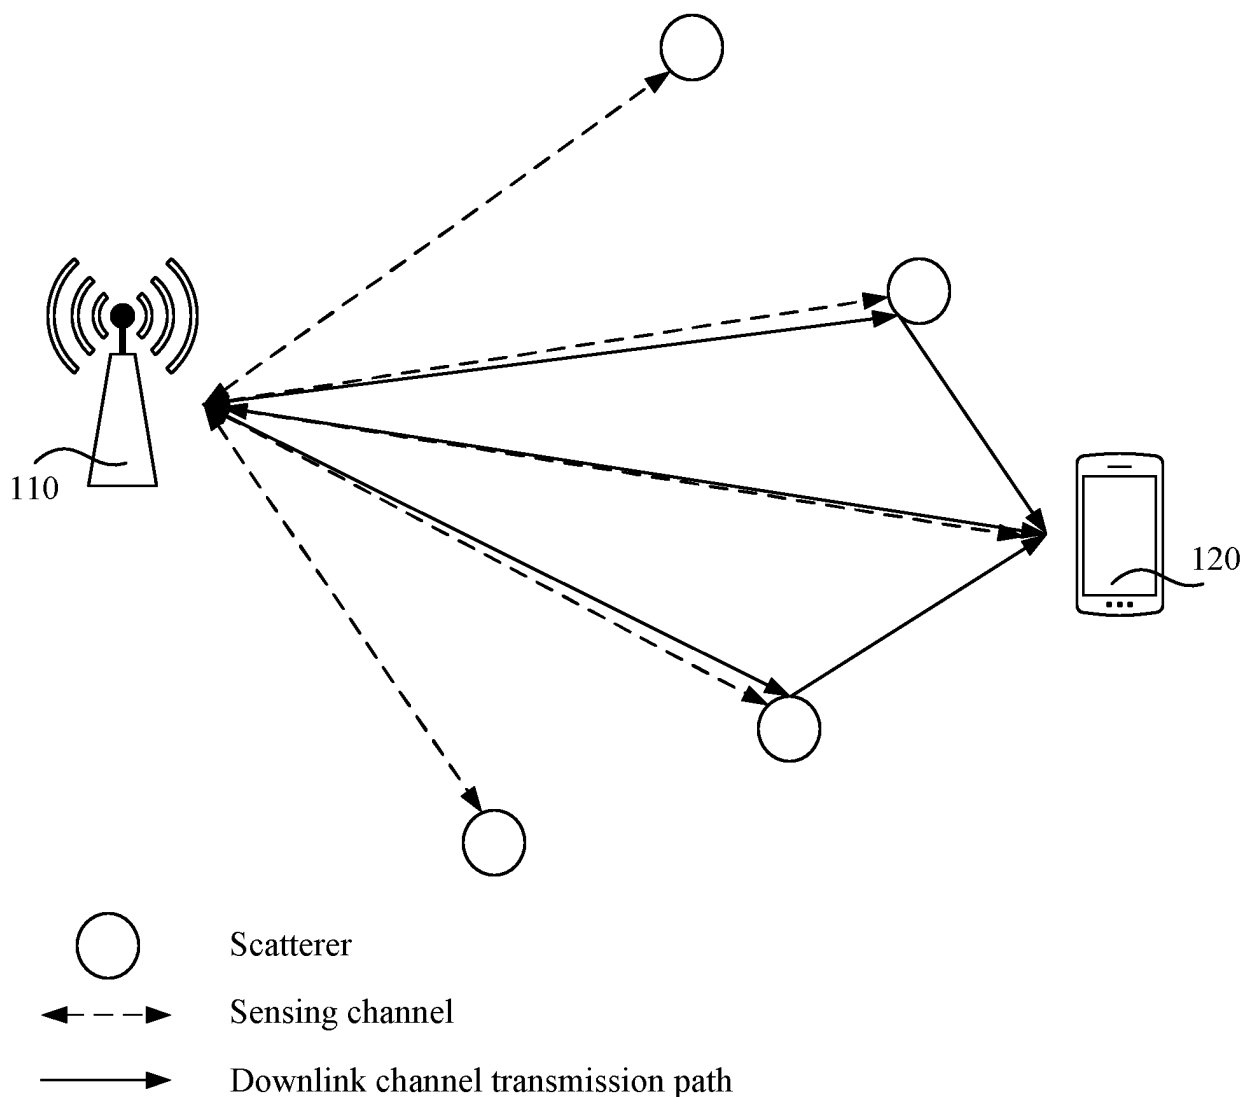 110
120
Scatterer
Sensing channel
Downlink channel transmission path